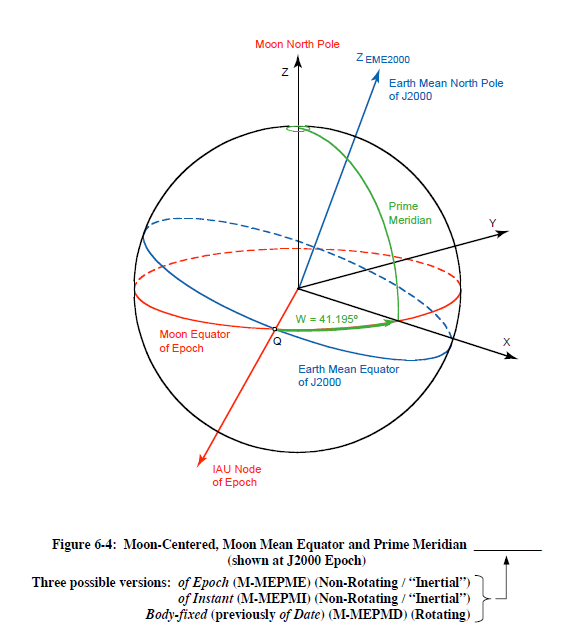 Moon North Pole
Z
Z EME2000
Earth Mean North Pole
of J2000
Prime
Meridian
Y
W = 41.195º
Moon Equator
of Epoch
Q
X
Earth Mean Equator
of J2000
IAU Node
of Epoch
Figure 6-4: Moon-Centered, Moon Mean Equator and Prime Meridian ____________
(shown at J2000 Epoch)
Three possible versions: of Epoch (M-MEPME) (Non-Rotating / “Inertial”)
of Instant (M-MEPMI) (Non-Rotating / “Inertial”)
Body-fixed (previously of Date) (M-MEPMD) (Rotating)